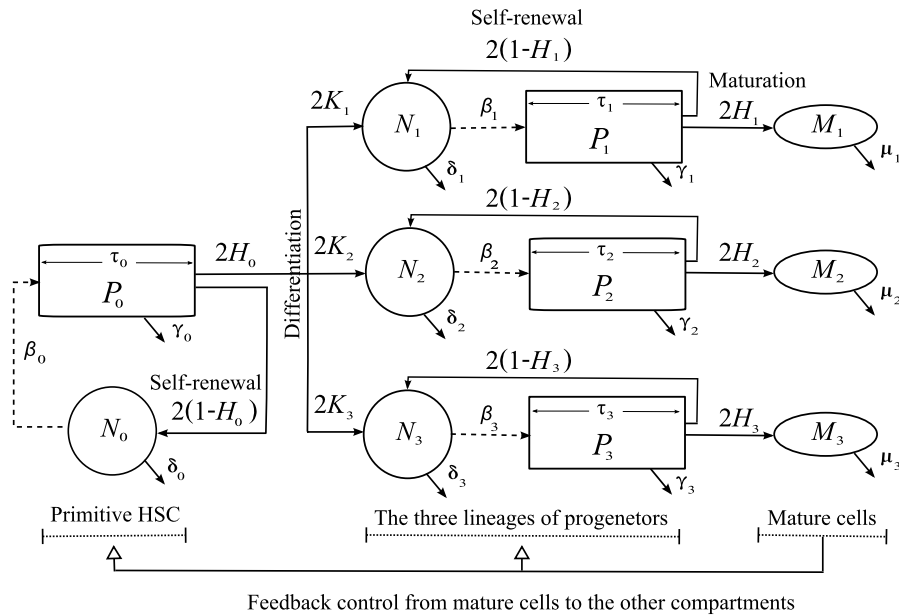 Self-renewal
2(1-H₁)
Maturation
2K₁
N₁
β₁
τ₁
P₁
2H₁
M₁
δ₁
γ₁
μ₁
2(1-H₂)
2H₀
Differentiation
2K₂
N₂
β₂
τ₂
P₂
2H₂
M₂
δ₂
γ₂
μ₂
τ₀
P₀
γ₀
β₀
Self-renewal
2(1-H₀)
N₀
δ₀
2(1-H₃)
2K₃
N₃
β₃
τ₃
P₃
2H₃
M₃
δ₃
γ₃
μ₃
Primitive HSC
The three lineages of progenetors
Mature cells
Feedback control from mature cells to the other compartments